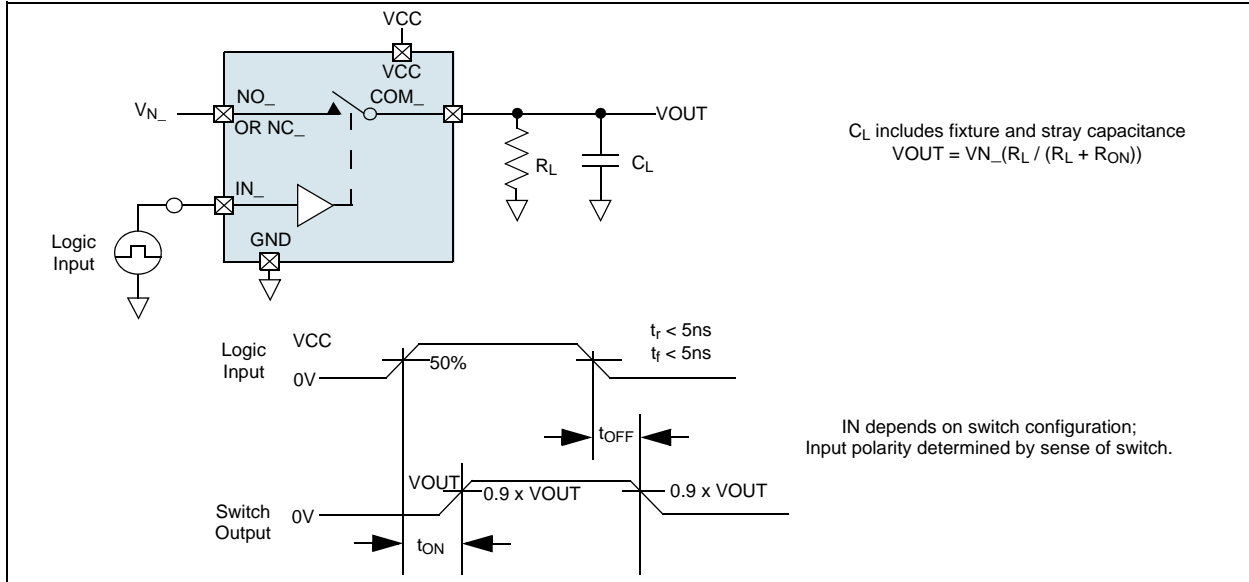 VCC
VCC
NO_
COM_
V_N_
OR NC_
VOUT
C_L includes fixture and stray capacitance
VOUT = VN_(R_L / (R_L + R_ON))
R_L
C_L
IN_
GND
Logic
Input
Logic
Input
VCC
0V
50%
t_r < 5ns
t_f < 5ns
t_OFF
IN depends on switch configuration;
Input polarity determined by sense of switch.
Switch
Output
VOUT
0V
0.9 x VOUT
0.9 x VOUT
t_ON